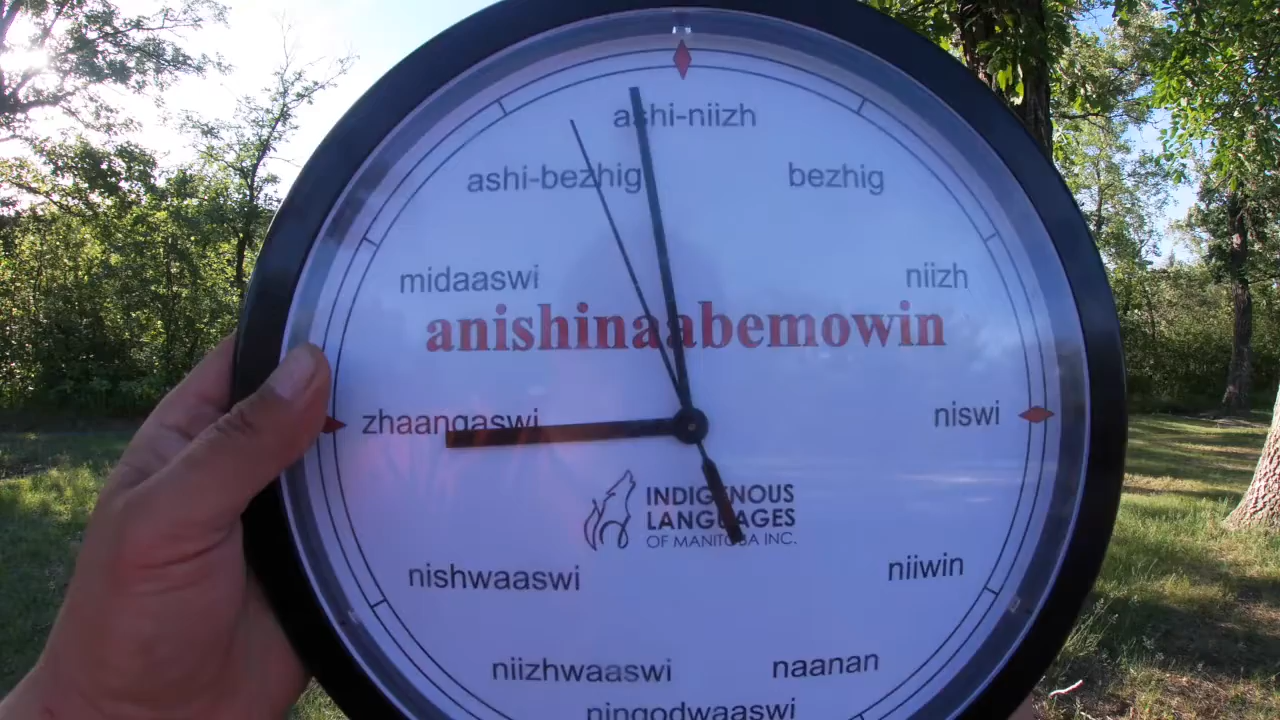 ashi-niizh
ashi-bezhig
bezhig
midaaswi
niizh
anishinaabemowin
zhaangaswi
niswi
INDIGENOUS
LANGUAGES
OF MANITOBA INC.
nishwaaswi
niiwin
niizhwaaswi
naanan
ningodwaaswi